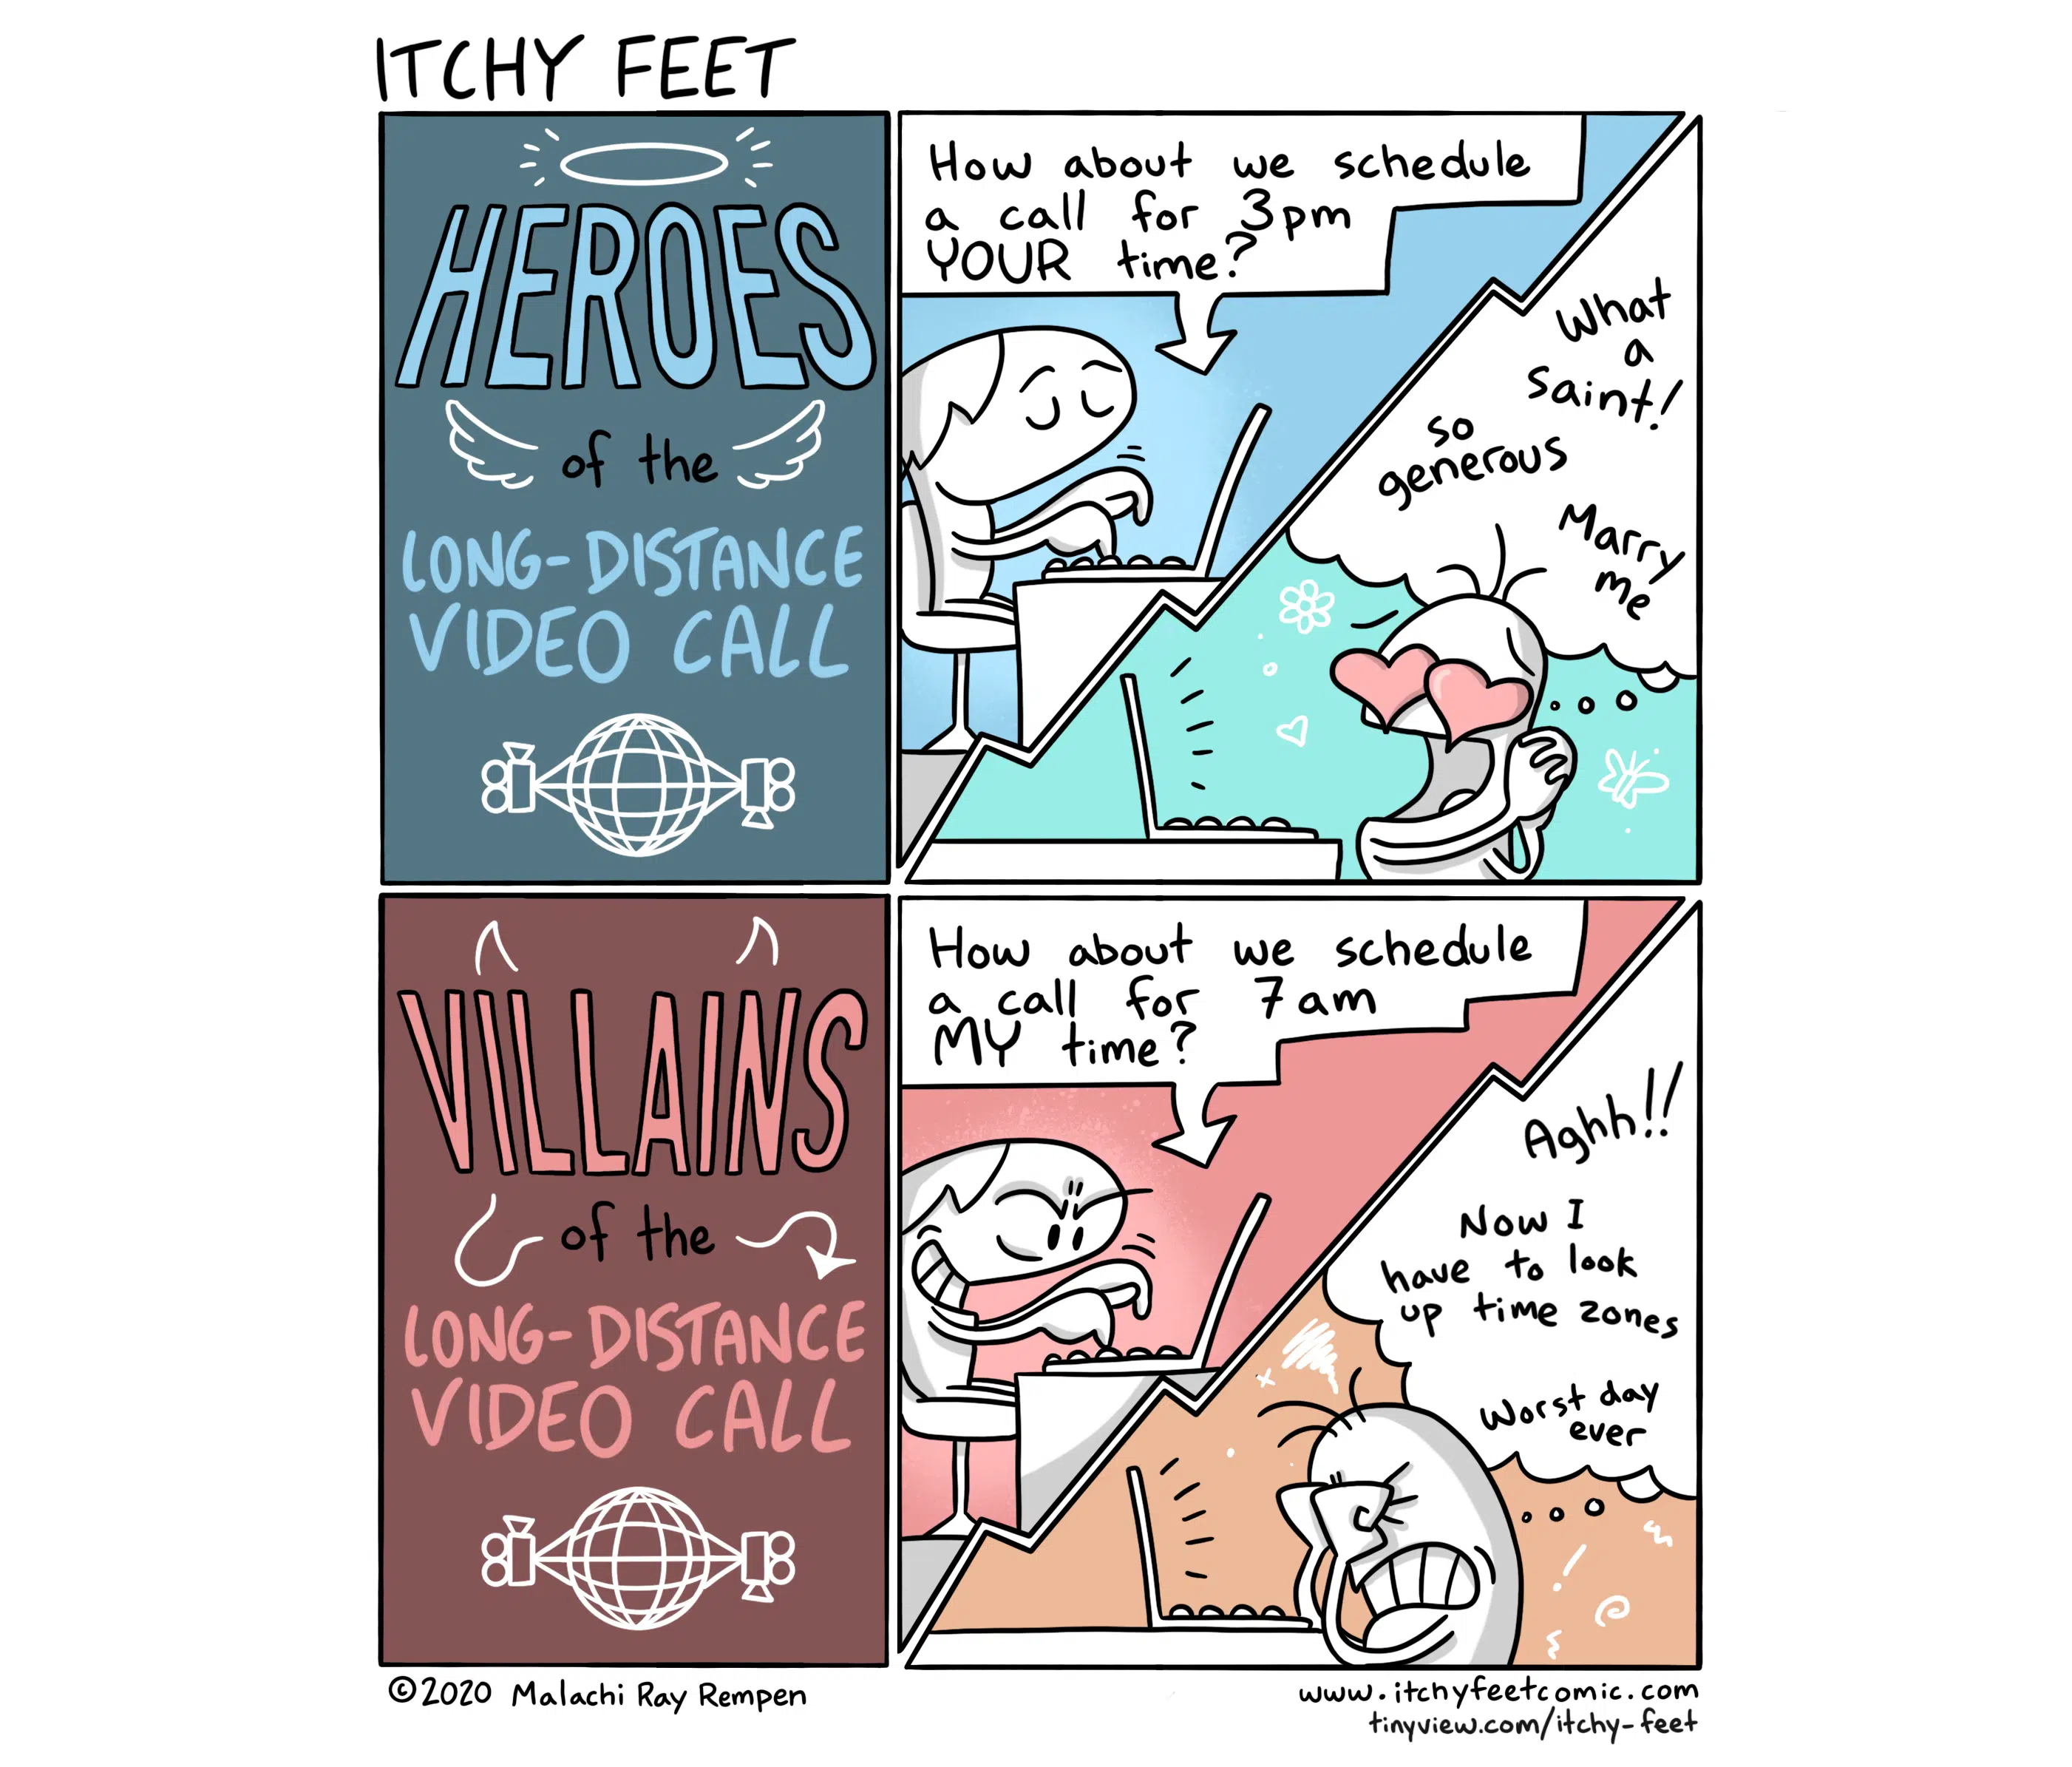 ITCHY FEET
HEROES
of the
LONG-DISTANCE
VIDEO CALL
How about we schedule
a call for 3pm
YOUR time?
What
a
saint!
so
generous
Marry
me
VILLAINS
of the
LONG-DISTANCE
VIDEO CALL
How about we schedule
a call for 7am
MY time?
Aghh!!
Now I
have to look
up time zones
Worst day
ever
©2020 Malachi Ray Rempen
www.itchyfeetcomic.com
tinyview.com/itchy-feet